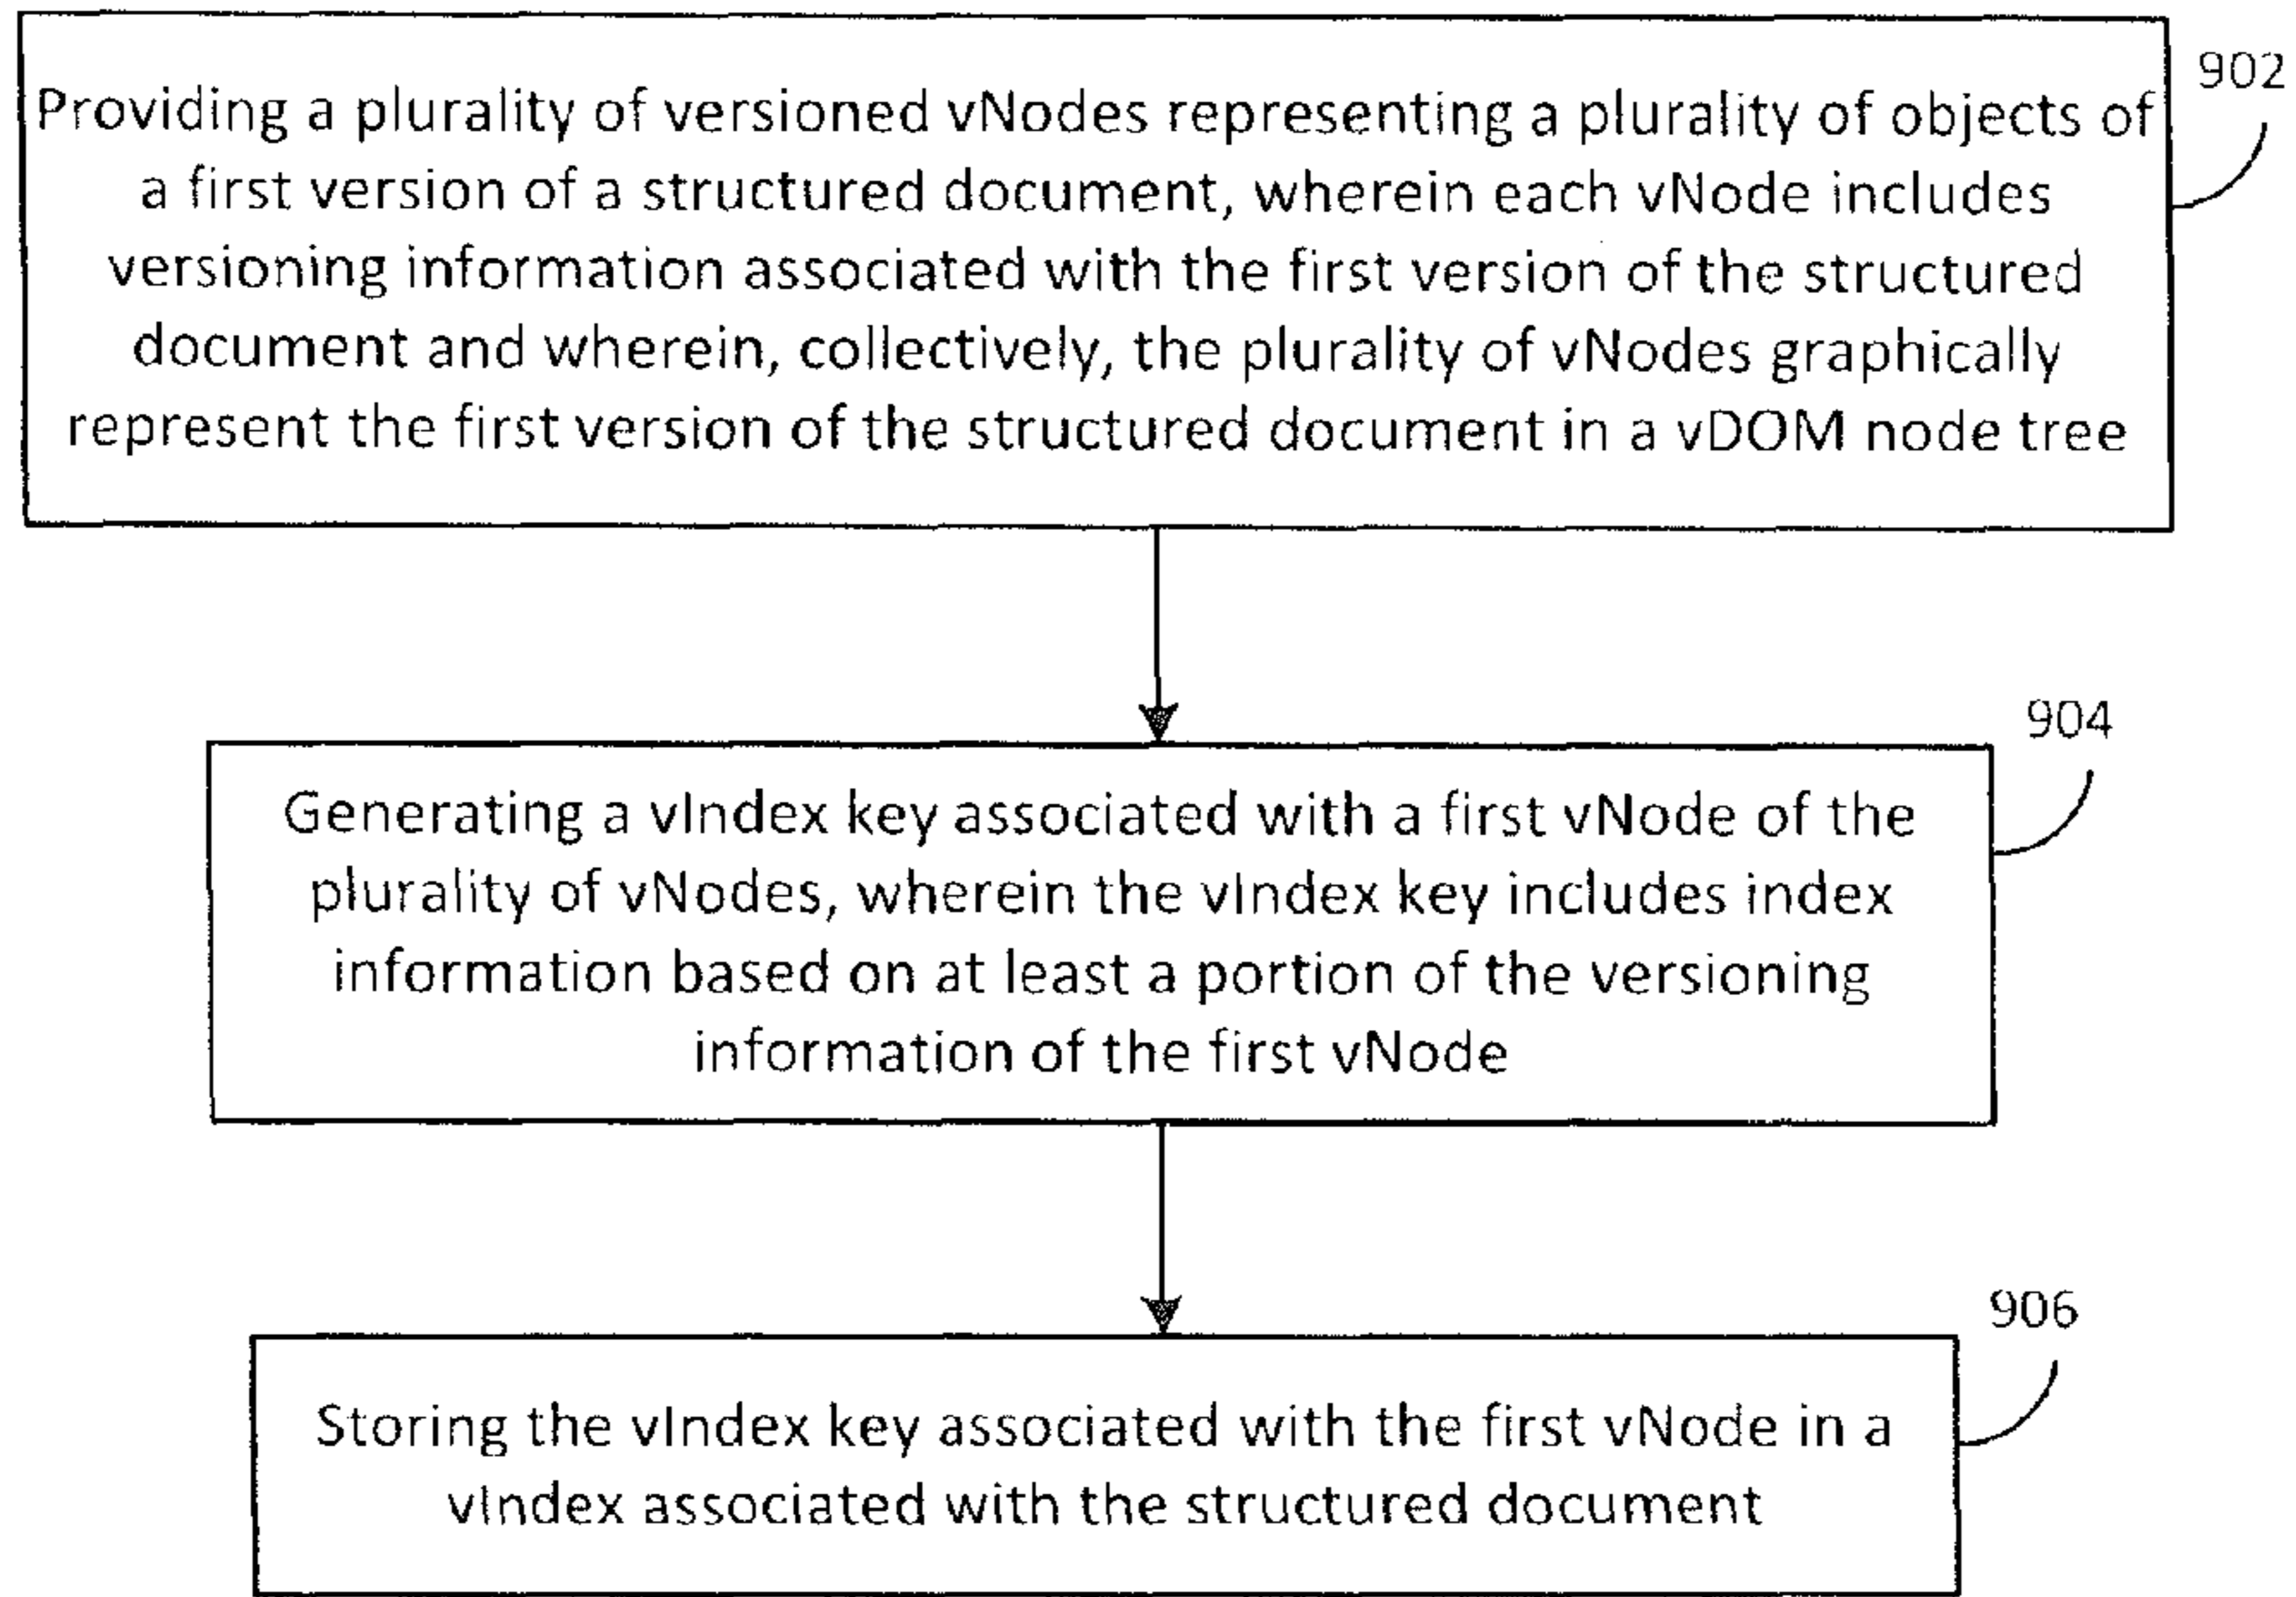 902
Providing a plurality of versioned vNodes representing a plurality of objects of
a first version of a structured document, wherein each vNode includes
versioning information associated with the first version of the structured
document and wherein, collectively, the plurality of vNodes graphically
represent the first version of the structured document in a vDOM node tree
904
Generating a vIndex key associated with a first vNode of the
plurality of vNodes, wherein the vIndex key includes index
information based on at least a portion of the versioning
information of the first vNode
906
Storing the vIndex key associated with the first vNode in a
vIndex associated with the structured document